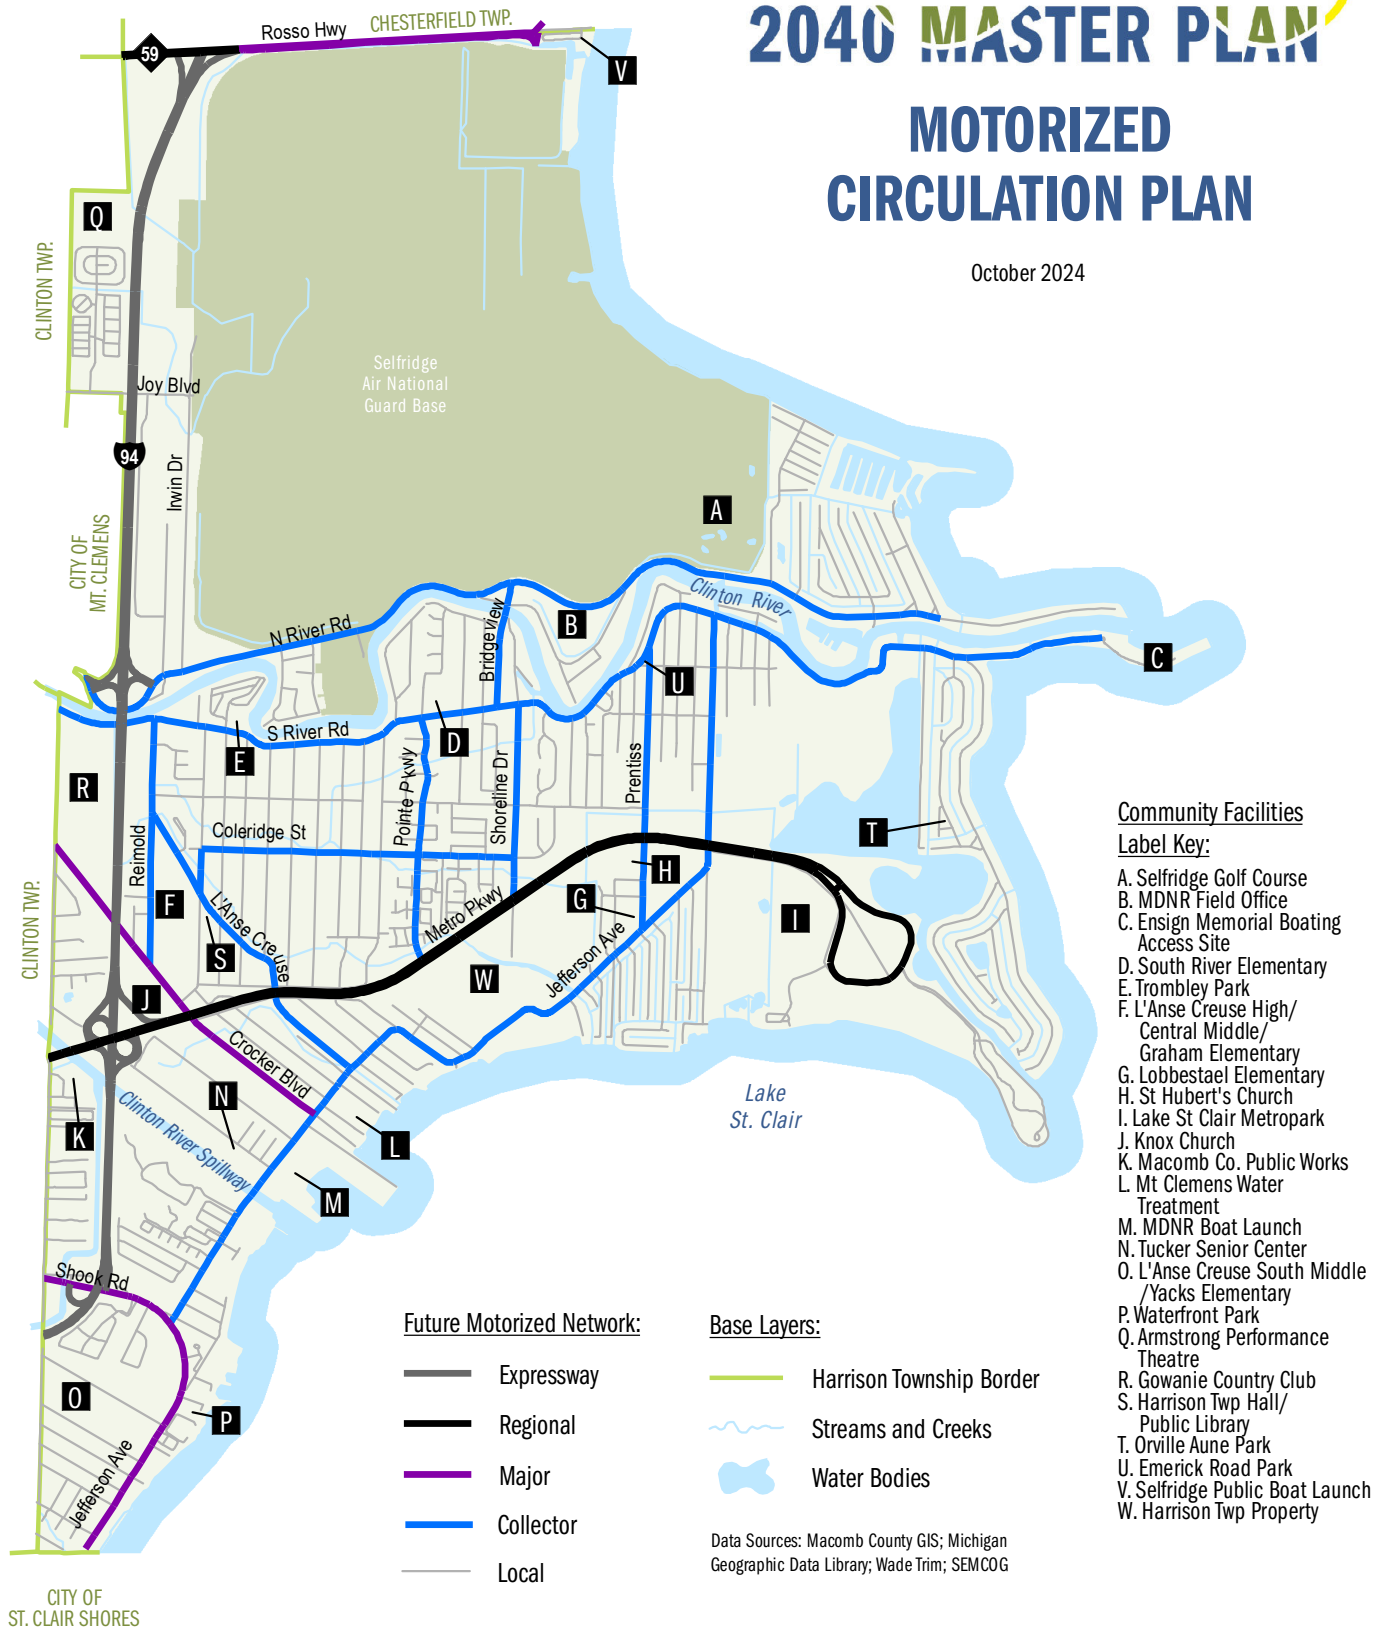 2040 MASTER PLAN
MOTORIZED
CIRCULATION PLAN
October 2024
Rosso Hwy
CHESTERFIELD TWP.
59
V
Q
CLINTON TWP.
Selfridge
Air National
Guard Base
Joy Blvd
94
Irwin Dr
A
CITY OF
MT. CLEMENS
Clinton River
N River Rd
Bridgeview
B
C
U
S River Rd
D
E
R
Pointe Pkwy
Shoreline Dr
Prentiss
Coleridge St
T
Reimold
H
CLINTON TWP.
F
L'Anse Creuse
G
Metro Pkwy
I
S
Jefferson Ave
W
J
Crocker Blvd
N
Clinton River Spillway
K
L
M
Lake
St. Clair
Shook Rd
O
P
Jefferson Ave
CITY OF
ST. CLAIR SHORES
Future Motorized Network:
Expressway
Regional
Major
Collector
Local
Base Layers:
Harrison Township Border
Streams and Creeks
Water Bodies
Data Sources: Macomb County GIS; Michigan
Geographic Data Library; Wade Trim; SEMCOG
Community Facilities
Label Key:
A. Selfridge Golf Course
B. MDNR Field Office
C. Ensign Memorial Boating
Access Site
D. South River Elementary
E. Trombley Park
F. L'Anse Creuse High/
Central Middle/
Graham Elementary
G. Lobbestael Elementary
H. St Hubert's Church
I. Lake St Clair Metropark
J. Knox Church
K. Macomb Co. Public Works
L. Mt Clemens Water
Treatment
M. MDNR Boat Launch
N. Tucker Senior Center
O. L'Anse Creuse South Middle
/Yacks Elementary
P. Waterfront Park
Q. Armstrong Performance
Theatre
R. Gowanie Country Club
S. Harrison Twp Hall/
Public Library
T. Orville Aune Park
U. Emerick Road Park
V. Selfridge Public Boat Launch
W. Harrison Twp Property